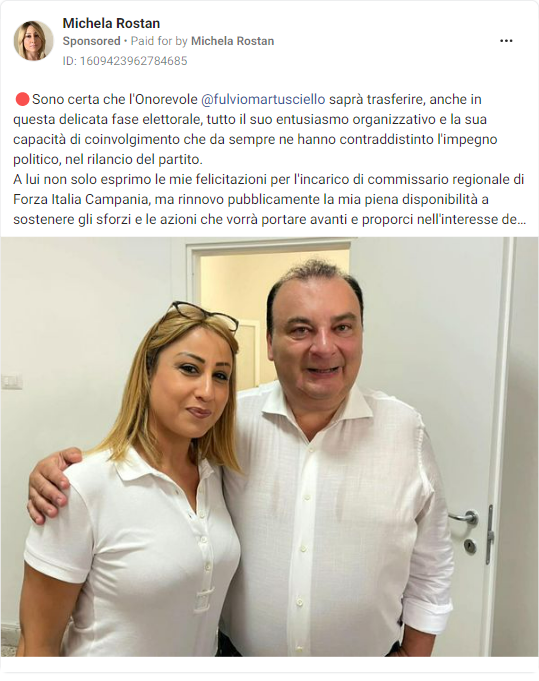 Michela Rostan
Sponsored • Paid for by Michela Rostan
ID: 1609423962784685
🔴Sono certa che l'Onorevole @fulviomartusciello saprà trasferire, anche in
questa delicata fase elettorale, tutto il suo entusiasmo organizzativo e la sua
capacità di coinvolgimento che da sempre ne hanno contraddistinto l'impegno
politico, nel rilancio del partito.
A lui non solo esprimo le mie felicitazioni per l'incarico di commissario regionale di
Forza Italia Campania, ma rinnovo pubblicamente la mia piena disponibilità a
sostenere gli sforzi e le azioni che vorrà portare avanti e proporci nell'interesse de...